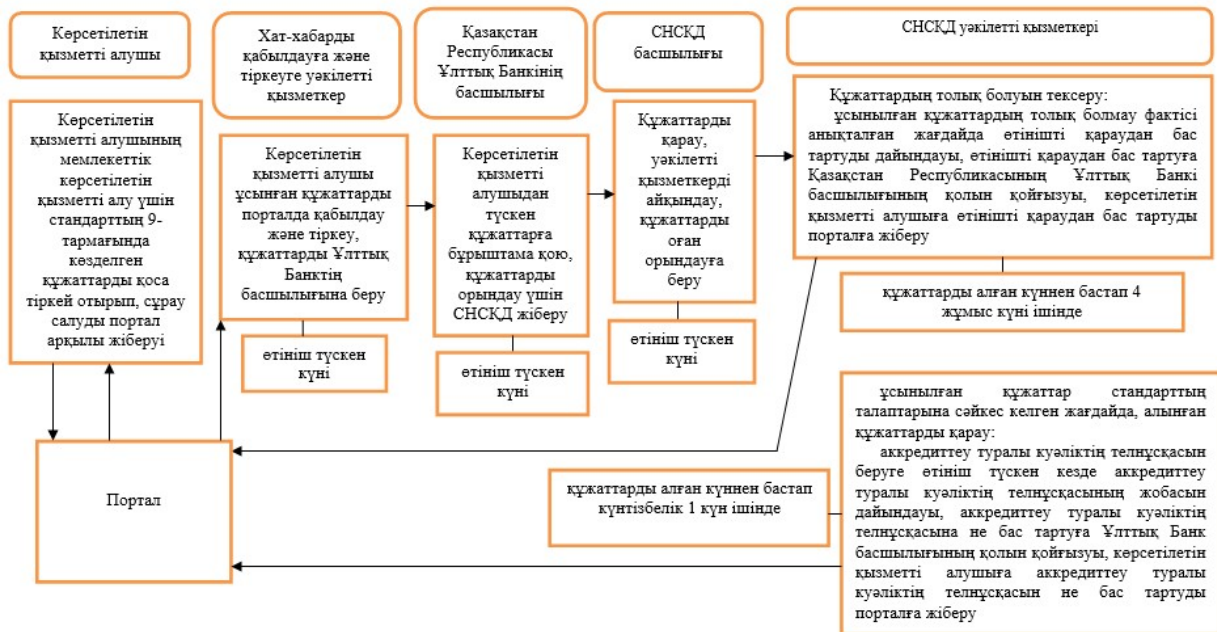 Көрсетілетін
қызметті алушы
Хат-хабарды
қабылдауға және
тіркеуге уәкілетті
қызметкер
Қазақстан
Республикасы
Ұлттық Банкінің
басшылығы
СНСҚД
басшылығы
СНСҚД уәкілетті қызметкері
Көрсетілетін
қызметті алушының
мемлекеттік
көрсетілетін
қызметті алу үшін
стандарттың 9-
тармағында
көзделген
құжаттарды қоса
тіркей отырып, сұрау
салуды портал
арқылы жіберуі
Көрсетілетін
қызметті алушы
ұсынған құжаттарды
порталда қабылдау
және тіркеу,
құжаттарды Ұлттық
Банктің
басшылығына беру
Көрсетілетін
қызметті
алушыдан
түскен
құжаттарға
бұрыштама қою,
құжаттарды
орындау үшін
СНСҚД жіберу
Құжаттарды
қарау,
уәкілетті
қызметкерді
айқындау,
құжаттарды
оған
орындауға
беру
Құжаттардың толық болуын тексеру:
ұсынылған құжаттардың толық болмау фактісі
анықталған жағдайда өтінішті қараудан бас
тартуды дайындауы, өтінішті қараудан бас тартуға
Қазақстан Республикасының Ұлттық Банкі
басшылығының қолын қойғызуы, көрсетілетін
қызметті алушыға өтінішті қараудан бас тартуды
порталға жіберу
өтініш түскен
күні
өтініш түскен
күні
өтініш түскен
күні
құжаттарды алған күннен бастап 4
жұмыс күні ішінде
Портал
құжаттарды алған күннен бастап
күнтізбелік 1 күн ішінде
ұсынылған құжаттар стандарттың
талаптарына сәйкес келген жағдайда, алынған
құжаттарды қарау:
аккредиттеу туралы куәліктің телнұсқасын
беруге өтініш түскен кезде аккредиттеу
туралы куәліктің телнұсқасының жобасын
дайындауы, аккредиттеу туралы куәліктің
телнұсқасына не бас тартуға Ұлттық Банк
басшылығының қолын қойғызуы, көрсетілетін
қызметті алушыға аккредиттеу туралы
куәліктің телнұсқасын не бас тартуды
порталға жіберу